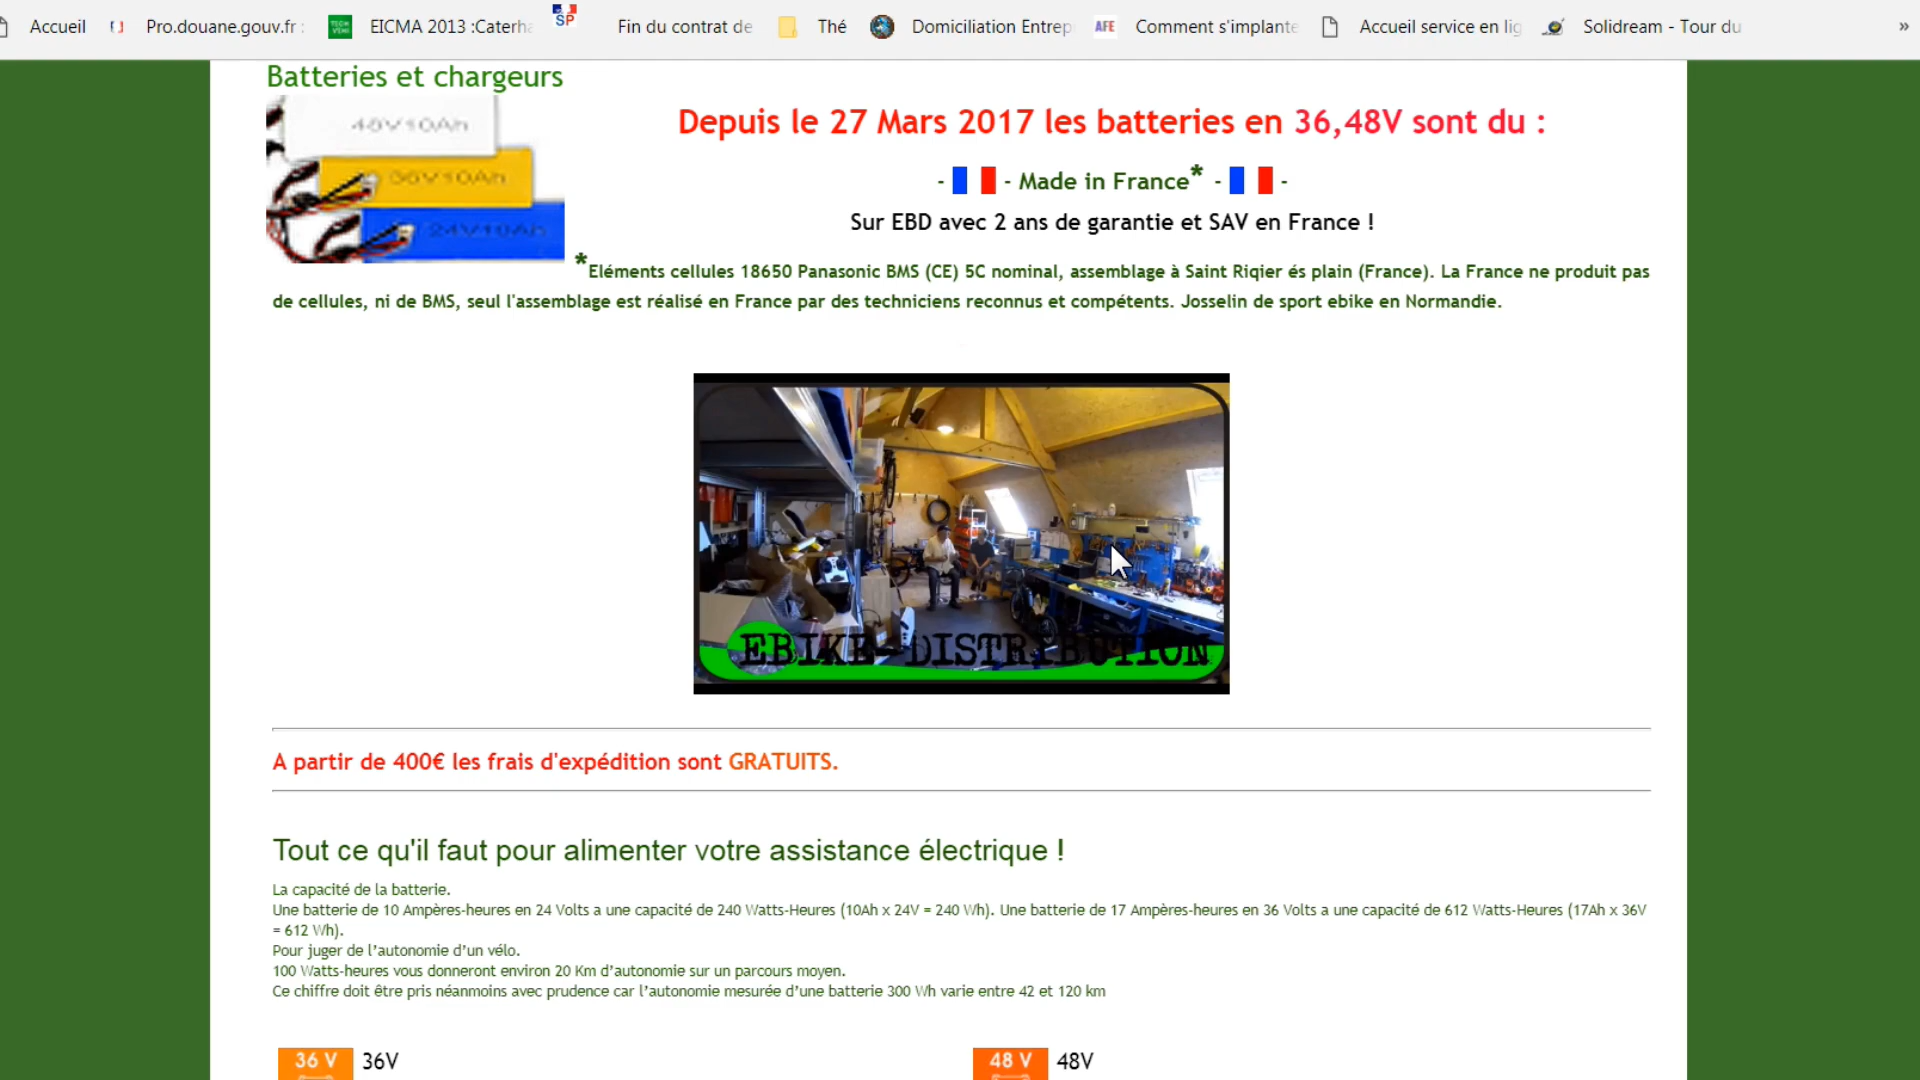 Accueil Pro.douane.gouv.fr : EICMA 2013 :Caterha SP Fin du contrat de Thé Domiciliation Entrep AFE Comment s'implante Accueil service en lig Solidream - Tour du »
Batteries et chargeurs
48V10Ah
36V10Ah
24V10Ah
Depuis le 27 Mars 2017 les batteries en 36,48V sont du :
- - Made in France* - -
Sur EBD avec 2 ans de garantie et SAV en France !
*Eléments cellules 18650 Panasonic BMS (CE) 5C nominal, assemblage à Saint Riqier és plain (France). La France ne produit pas
de cellules, ni de BMS, seul l'assemblage est réalisé en France par des techniciens reconnus et compétents. Josselin de sport ebike en Normandie.
EBIKE-DISTRIBUTION
A partir de 400€ les frais d'expédition sont GRATUITS.
Tout ce qu'il faut pour alimenter votre assistance électrique !
La capacité de la batterie.
Une batterie de 10 Ampères-heures en 24 Volts a une capacité de 240 Watts-Heures (10Ah x 24V = 240 Wh). Une batterie de 17 Ampères-heures en 36 Volts a une capacité de 612 Watts-Heures (17Ah x 36V
= 612 Wh).
Pour juger de l’autonomie d’un vélo.
100 Watts-heures vous donneront environ 20 Km d’autonomie sur un parcours moyen.
Ce chiffre doit être pris néanmoins avec prudence car l’autonomie mesurée d’une batterie 300 Wh varie entre 42 et 120 km
36 V 36V 48 V 48V